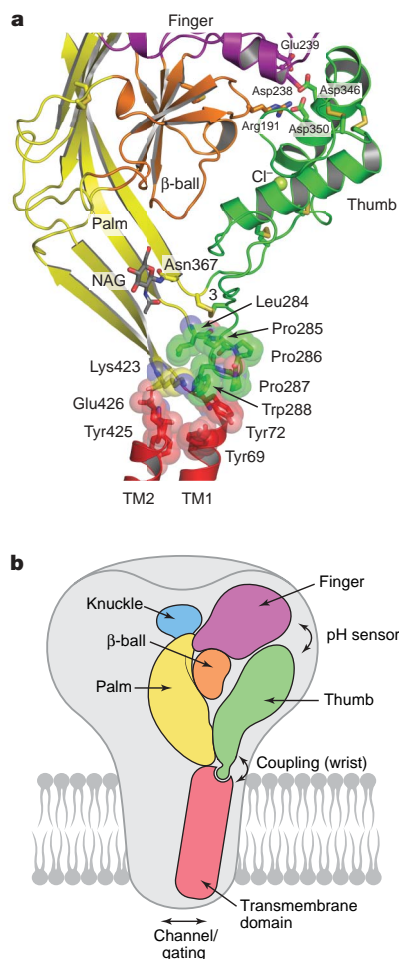 a
Finger
Glu239
Asp238
Asp346
Arg191
Asp350
β-ball
Cl–
Thumb
Palm
Asn367
NAG
3
Leu284
Pro285
Pro286
Lys423
Pro287
Glu426
Trp288
Tyr425
Tyr72
Tyr69
TM2
TM1
b
Finger
Knuckle
β-ball
pH sensor
Palm
Thumb
Coupling (wrist)
Transmembrane
domain
Channel/
gating